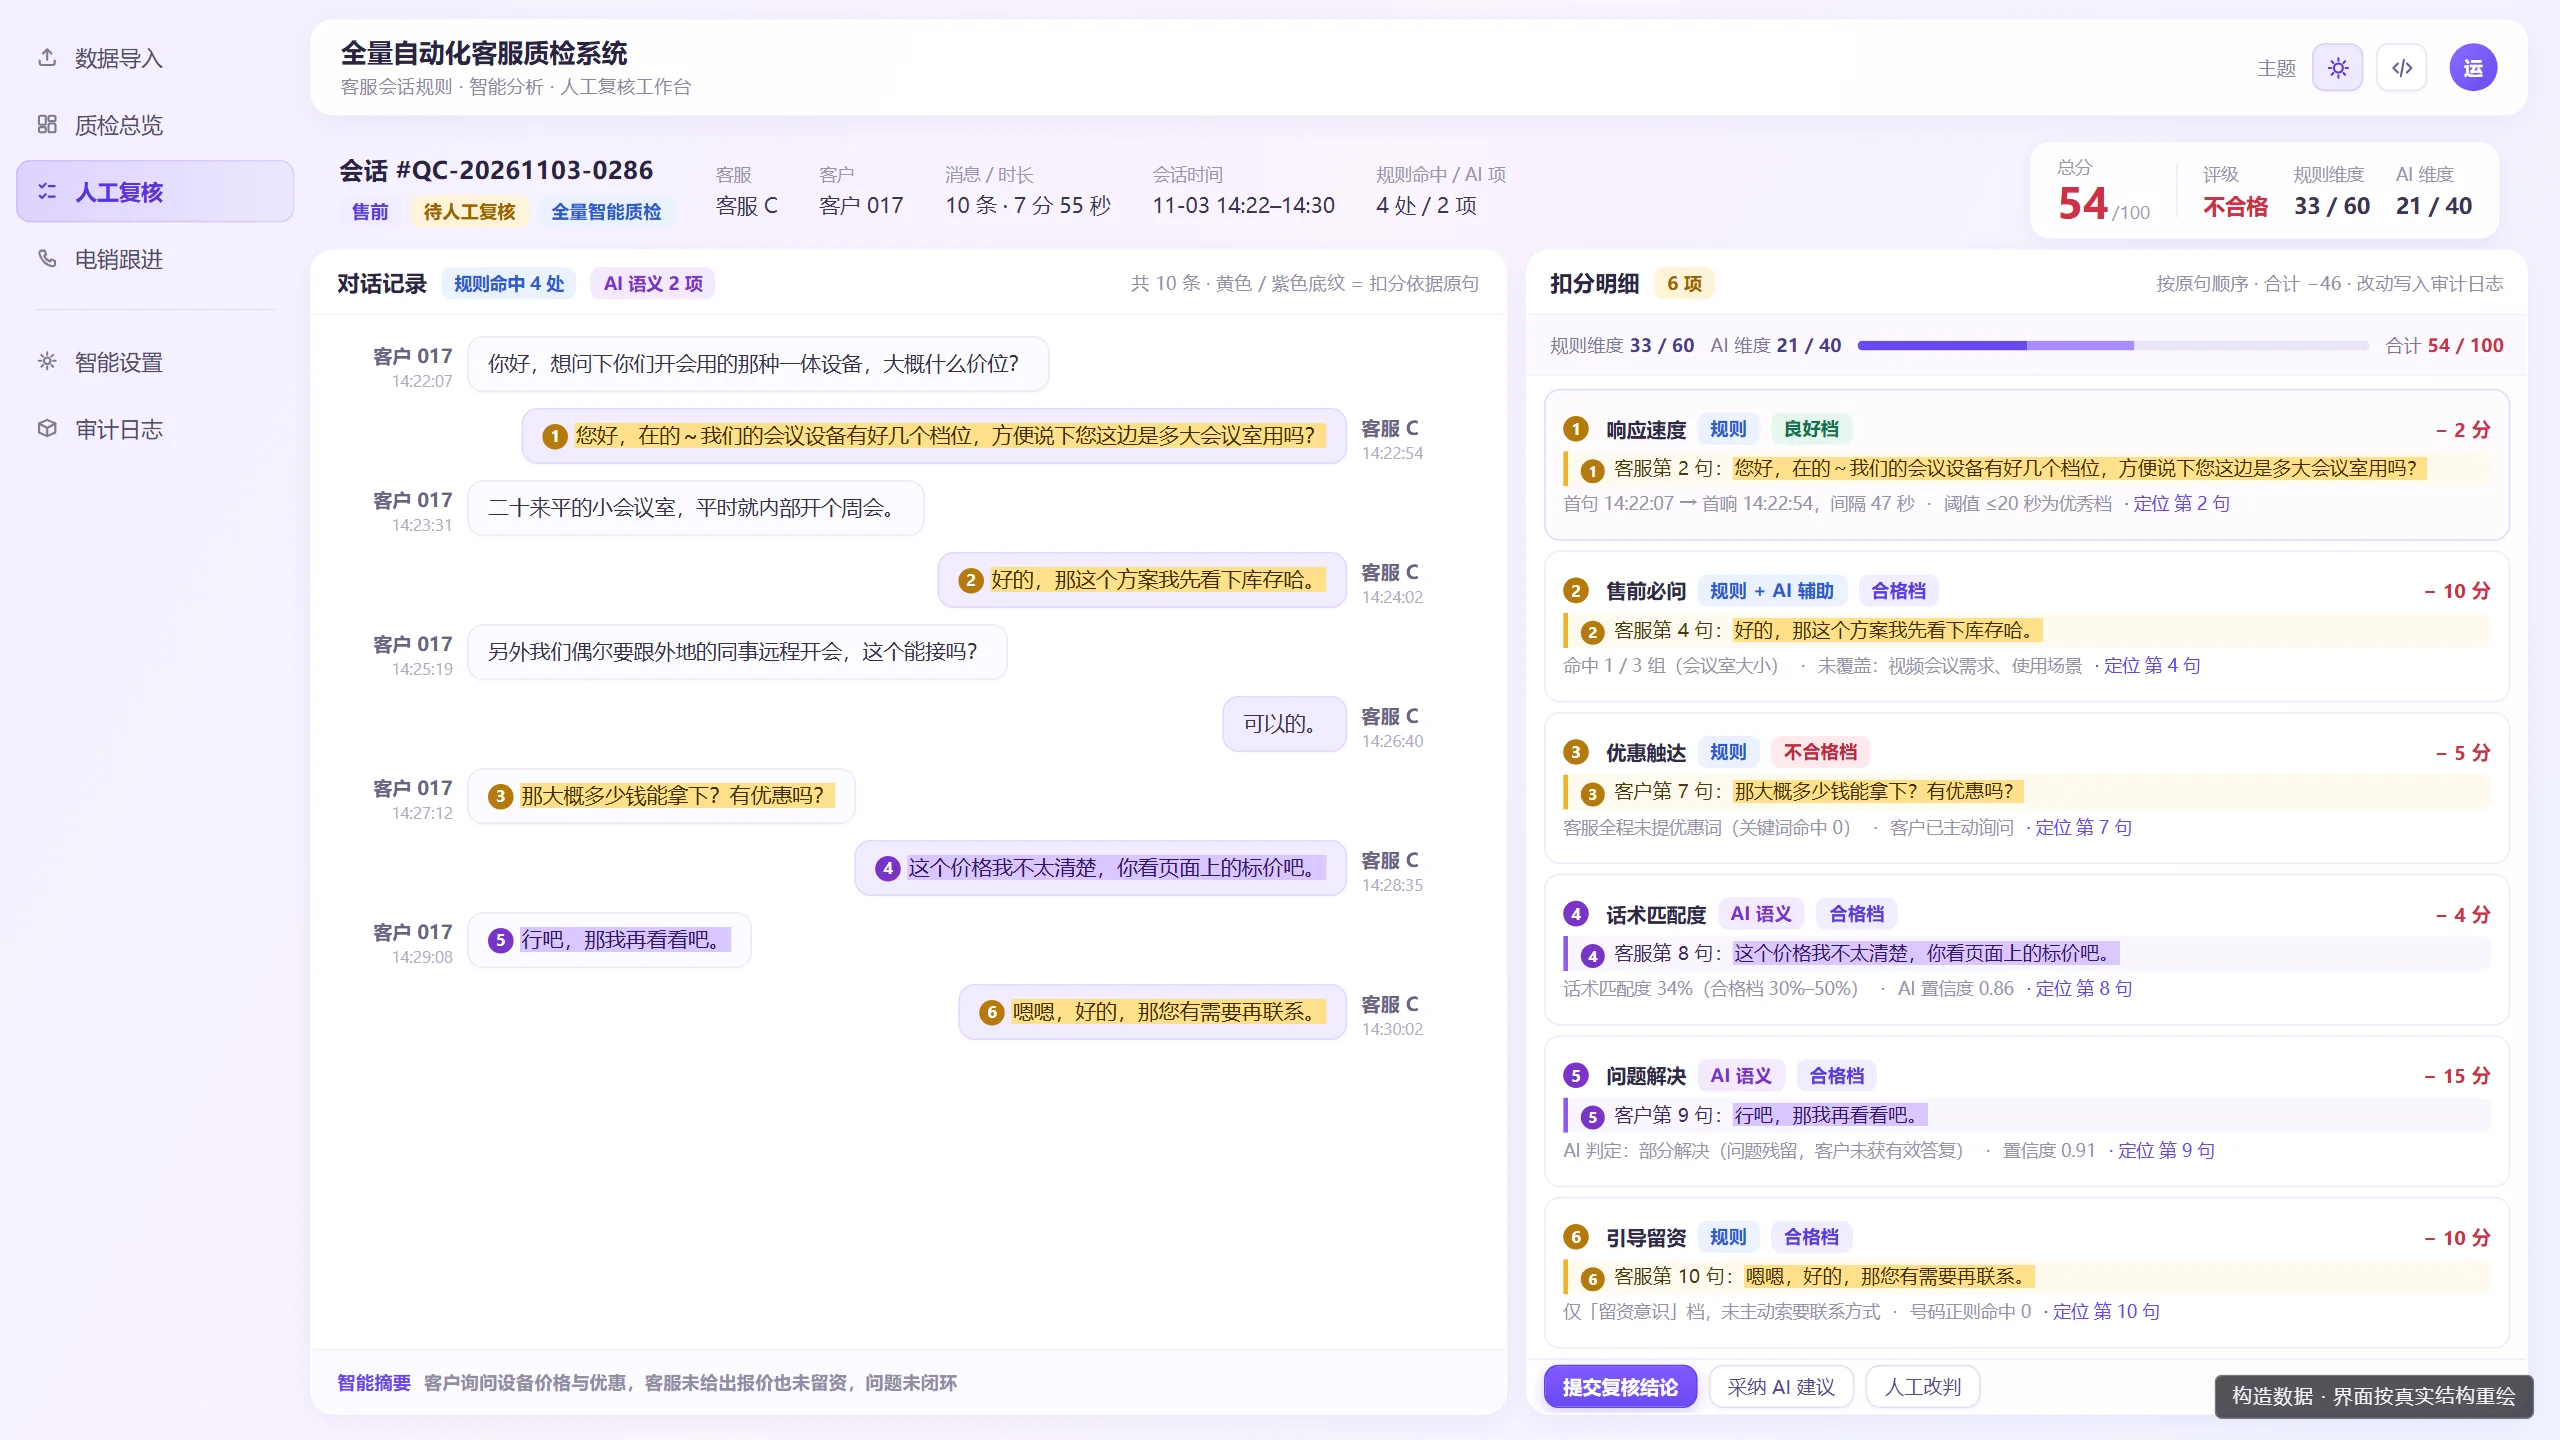 数据导入
质检总览
人工复核
电销跟进
智能设置
审计日志
全量自动化客服质检系统
客服会话规则 · 智能分析 · 人工复核工作台
主题
运
会话 #QC-20261103-0286
售前 待人工复核 全量智能质检
客服
客服 C
客户
客户 017
消息 / 时长
10 条 · 7 分 55 秒
会话时间
11-03 14:22–14:30
规则命中 / AI 项
4 处 / 2 项
总分
54 /100
评级
不合格
规则维度
33 / 60
AI 维度
21 / 40
对话记录 规则命中 4 处 AI 语义 2 项 共 10 条 · 黄色 / 紫色底纹 = 扣分依据原句
客户 017
14:22:07
你好，想问下你们开会用的那种一体设备，大概什么价位？
1 您好，在的～我们的会议设备有好几个档位，方便说下您这边是多大会议室用吗？
客服 C
14:22:54
客户 017
14:23:31
二十来平的小会议室，平时就内部开个周会。
2 好的，那这个方案我先看下库存哈。
客服 C
14:24:02
客户 017
14:25:19
另外我们偶尔要跟外地的同事远程开会，这个能接吗？
可以的。
客服 C
14:26:40
客户 017
14:27:12
3 那大概多少钱能拿下？有优惠吗？
4 这个价格我不太清楚，你看页面上的标价吧。
客服 C
14:28:35
客户 017
14:29:08
5 行吧，那我再看看吧。
6 嗯嗯，好的，那您有需要再联系。
客服 C
14:30:02
智能摘要 客户询问设备价格与优惠，客服未给出报价也未留资，问题未闭环
扣分明细 6 项 按原句顺序 · 合计 −46 · 改动写入审计日志
规则维度 33 / 60 AI 维度 21 / 40 合计 54 / 100
1 响应速度 规则 良好档 − 2 分
1 客服第 2 句：您好，在的～我们的会议设备有好几个档位，方便说下您这边是多大会议室用吗？
首句 14:22:07 → 首响 14:22:54，间隔 47 秒 · 阈值 ≤20 秒为优秀档 · 定位 第 2 句
2 售前必问 规则 + AI 辅助 合格档 − 10 分
2 客服第 4 句：好的，那这个方案我先看下库存哈。
命中 1 / 3 组（会议室大小） · 未覆盖：视频会议需求、使用场景 · 定位 第 4 句
3 优惠触达 规则 不合格档 − 5 分
3 客户第 7 句：那大概多少钱能拿下？有优惠吗？
客服全程未提优惠词（关键词命中 0） · 客户已主动询问 · 定位 第 7 句
4 话术匹配度 AI 语义 合格档 − 4 分
4 客服第 8 句：这个价格我不太清楚，你看页面上的标价吧。
话术匹配度 34%（合格档 30%–50%） · AI 置信度 0.86 · 定位 第 8 句
5 问题解决 AI 语义 合格档 − 15 分
5 客户第 9 句：行吧，那我再看看吧。
AI 判定：部分解决（问题残留，客户未获有效答复） · 置信度 0.91 · 定位 第 9 句
6 引导留资 规则 合格档 − 10 分
6 客服第 10 句：嗯嗯，好的，那您有需要再联系。
仅「留资意识」档，未主动索要联系方式 · 号码正则命中 0 · 定位 第 10 句
提交复核结论 采纳 AI 建议 人工改判
构造数据 · 界面按真实结构重绘